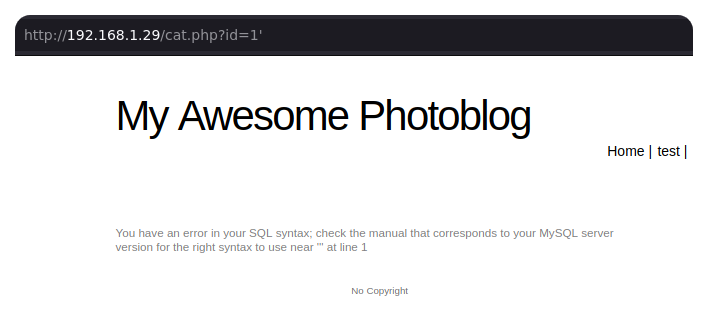 http://192.168.1.29/cat.php?id=1'
My Awesome Photoblog
Home | test |
You have an error in your SQL syntax; check the manual that corresponds to your MySQL server
version for the right syntax to use near ''' at line 1
No Copyright